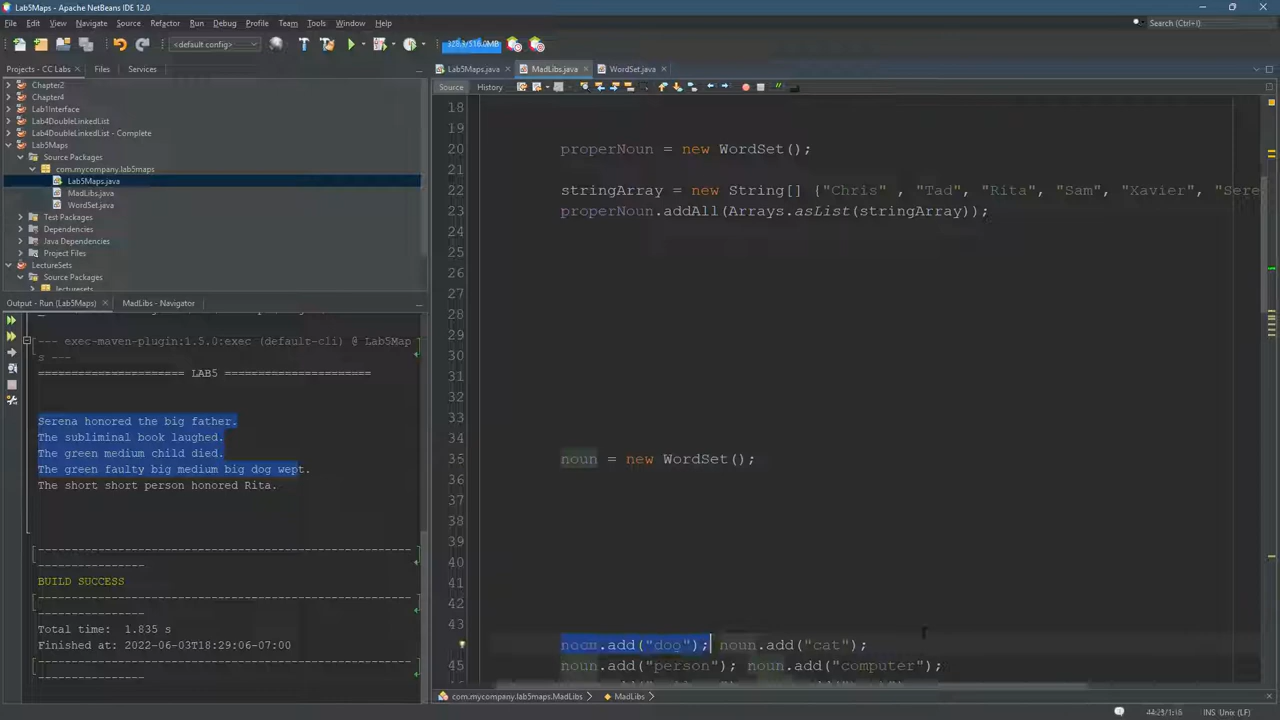 Lab5Maps - Apache NetBeans IDE 12.0
File Edit View Navigate Source Refactor Run Debug Profile Team Tools Window Help
Search (Ctrl+I)
<default config>
328.3/516.0MB
Projects - CC Labs Files Services
Lab5Maps.java MadLibs.java WordSet.java
Source History
Chapter2
Chapter4
Lab1Interface
Lab4DoubleLinkedList
Lab4DoubleLinkedList - Complete
Lab5Maps
Source Packages
com.mycompany.lab5maps
Lab5Maps.java
MadLibs.java
WordSet.java
Test Packages
Dependencies
Java Dependencies
Project Files
LectureSets
Source Packages
lecturesets
Output - Run (Lab5Maps) MadLibs - Navigator
--- exec-maven-plugin:1.5.0:exec (default-cli) @ Lab5Map
s ---
====================== LAB5 ======================
Serena honored the big father.
The subliminal book laughed.
The green medium child died.
The green faulty big medium big dog wept.
The short short person honored Rita.
BUILD SUCCESS
Total time: 1.835 s
Finished at: 2022-06-03T18:29:06-07:00
18
19
20 properNoun = new WordSet();
21
22 stringArray = new String[] {"Chris" , "Tad", "Rita", "Sam", "Xavier", "Sere
23 properNoun.addAll(Arrays.asList(stringArray));
24
25
26
27
28
29
30
31
32
33
34
35 noun = new WordSet();
36
37
38
39
40
41
42
43
noun.add("dog"); noun.add("cat");
45 noun.add("person"); noun.add("computer");
com.mycompany.lab5maps.MadLibs MadLibs
INS Unix (LF)